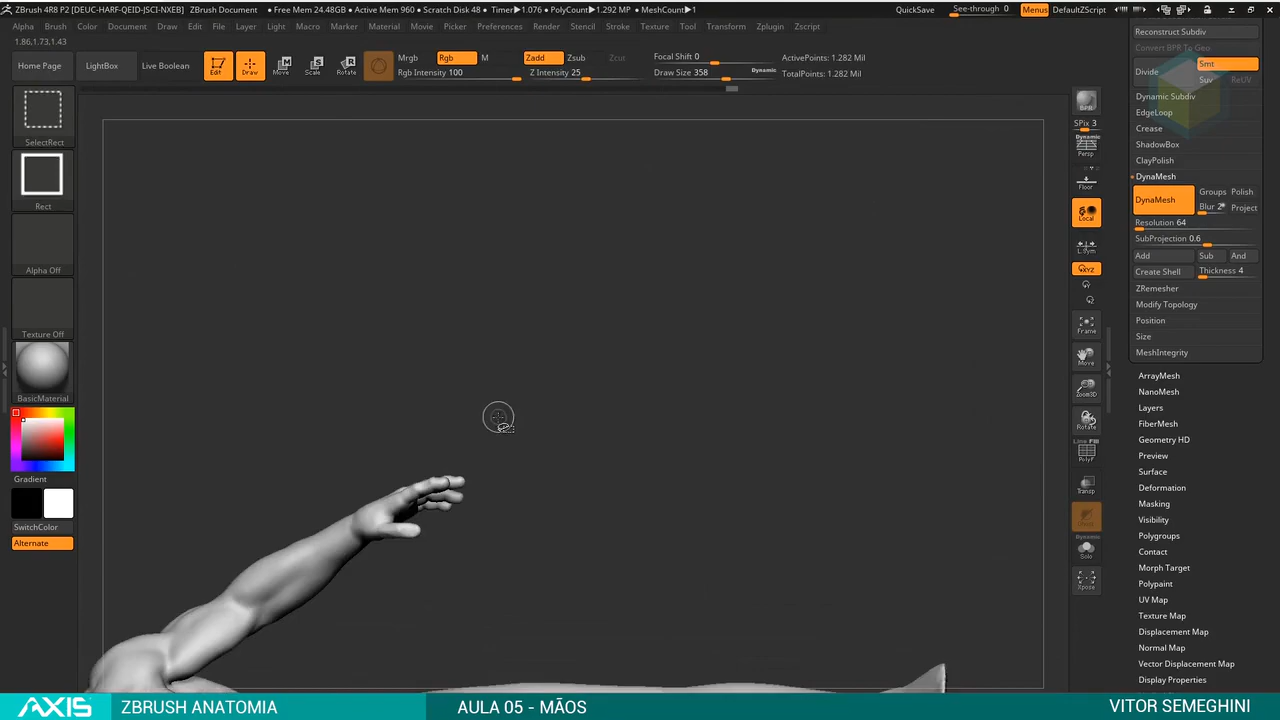 ZBrush 4R8 P2 [DEUC-HARF-QEID-JSCI-NXEB] ZBrush Document • Free Mem 24.48GB • Active Mem 960 • Scratch Disk 48 • Timer▶1.076 • PolyCount▶1.292 MP • MeshCount▶1
QuickSave See-through 0 Menus DefaultZScript
Alpha Brush Color Document Draw Edit File Layer Light Macro Marker Material Movie Picker Preferences Render Stencil Stroke Texture Tool Transform Zplugin Zscript
1.86,1.73,1.43
Home Page LightBox Live Boolean
Edit Draw Move Scale Rotate
Mrgb Rgb M
Rgb Intensity 100
Zadd Zsub Zcut
Z Intensity 25
Focal Shift 0
Draw Size 358 Dynamic
ActivePoints: 1.282 Mil
TotalPoints: 1.282 Mil
SelectRect
Rect
Alpha Off
Texture Off
BasicMaterial
Gradient
SwitchColor
Alternate
BPR
SPix 3
Dynamic
Persp
Floor
Local
L.Sym
XYZ
Frame
Move
Zoom3D
Rotate
Line Fill
PolyF
Transp
Dynamic
Solo
Xpose
Reconstruct Subdiv
Convert BPR To Geo
Divide Smt
Suv ReUV
Dynamic Subdiv
EdgeLoop
Crease
ShadowBox
ClayPolish
DynaMesh
DynaMesh Groups Polish
Blur 2 Project
Resolution 64
SubProjection 0.6
Add Sub And
Create Shell Thickness 4
ZRemesher
Modify Topology
Position
Size
MeshIntegrity
ArrayMesh
NanoMesh
Layers
FiberMesh
Geometry HD
Preview
Surface
Deformation
Masking
Visibility
Polygroups
Contact
Morph Target
Polypaint
UV Map
Texture Map
Displacement Map
Normal Map
Vector Displacement Map
Display Properties
AXIS ZBRUSH ANATOMIA AULA 05 - MÃOS VITOR SEMEGHINI